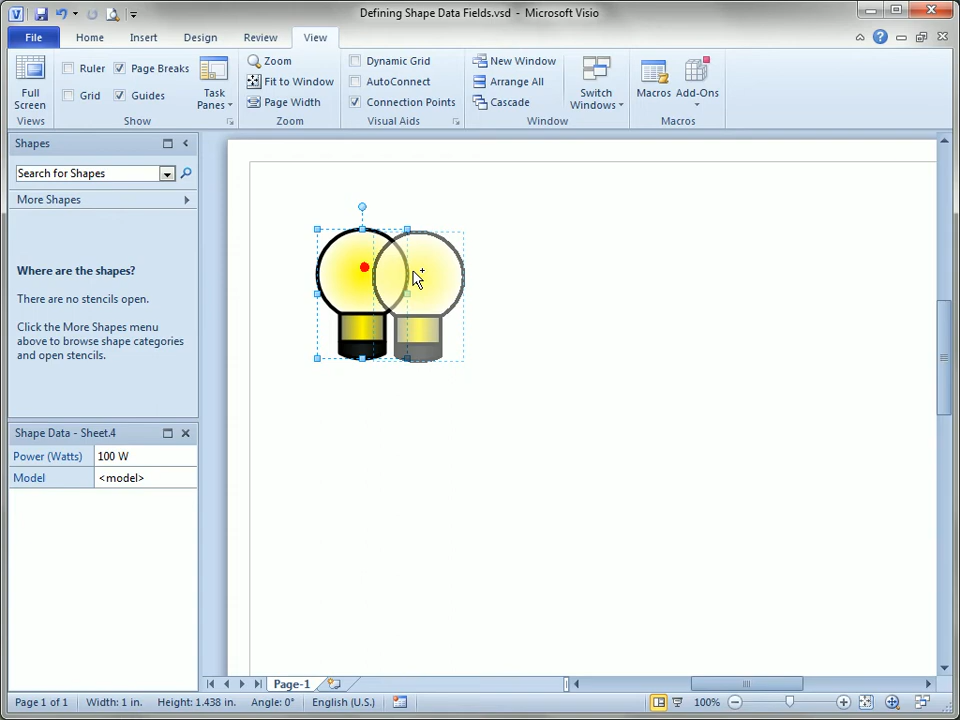 Defining Shape Data Fields.vsd - Microsoft Visio
File Home Insert Design Review View
Full Screen
Views
Ruler
Page Breaks
Grid
Guides
Task Panes
Show
Zoom
Fit to Window
Page Width
Zoom
Dynamic Grid
AutoConnect
Connection Points
Visual Aids
New Window
Arrange All
Cascade
Switch Windows
Window
Macros
Add-Ons
Macros
Shapes
Search for Shapes
More Shapes
Where are the shapes?
There are no stencils open.
Click the More Shapes menu
above to browse shape categories
and open stencils.
Shape Data - Sheet.4
Power (Watts) 100 W
Model <model>
Page-1
Page 1 of 1 Width: 1 in. Height: 1.438 in. Angle: 0° English (U.S.) 100%